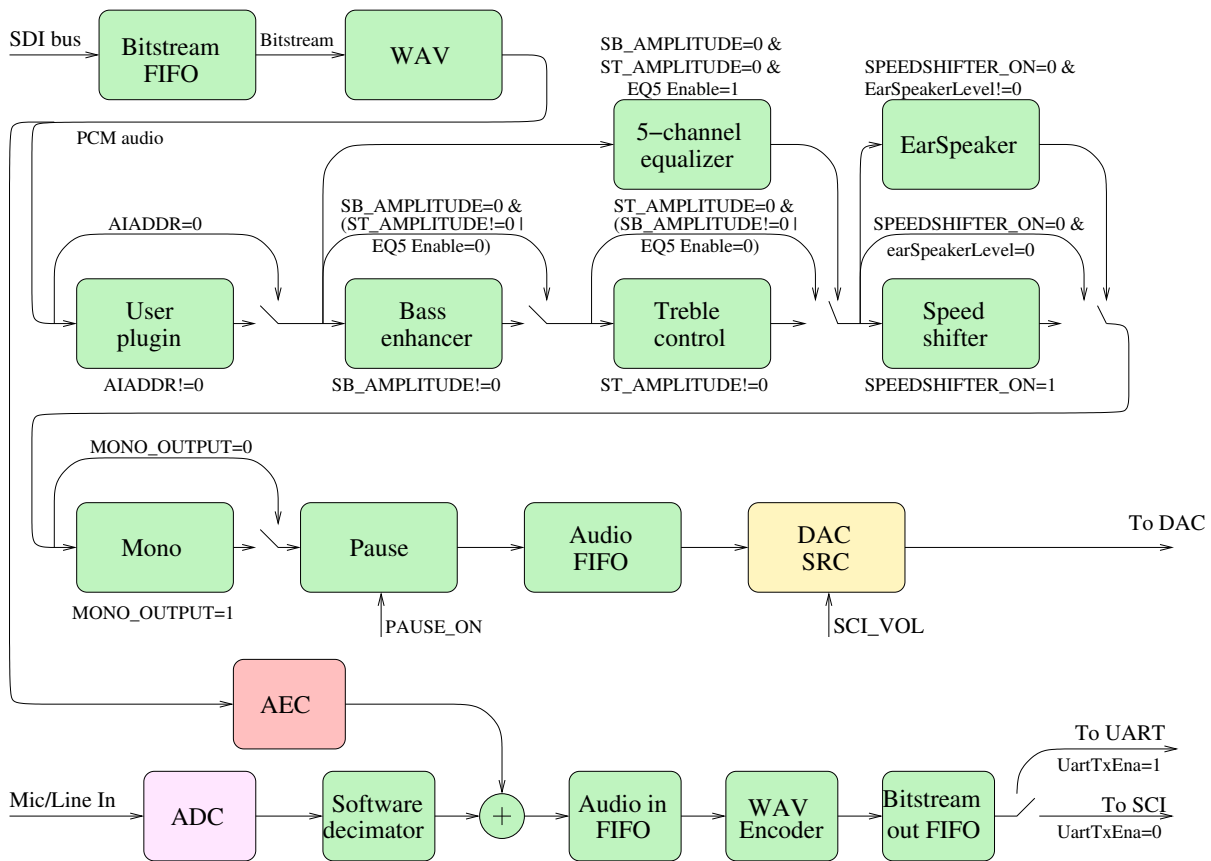 SDI bus
Bitstream
FIFO
Bitstream
WAV
PCM audio
SB_AMPLITUDE=0 &
ST_AMPLITUDE=0 &
EQ5 Enable=1
5−channel
equalizer
SPEEDSHIFTER_ON=0 &
EarSpeakerLevel!=0
EarSpeaker
AIADDR=0
User
plugin
AIADDR!=0
SB_AMPLITUDE=0 &
(ST_AMPLITUDE!=0 |
EQ5 Enable=0)
Bass
enhancer
SB_AMPLITUDE!=0
ST_AMPLITUDE=0 &
(SB_AMPLITUDE!=0 |
EQ5 Enable=0)
Treble
control
ST_AMPLITUDE!=0
SPEEDSHIFTER_ON=0 &
earSpeakerLevel=0
Speed
shifter
SPEEDSHIFTER_ON=1
MONO_OUTPUT=0
Mono
MONO_OUTPUT=1
Pause
PAUSE_ON
Audio
FIFO
DAC
SRC
SCI_VOL
To DAC
AEC
Mic/Line In
ADC
Software
decimator
+
Audio in
FIFO
WAV
Encoder
Bitstream
out FIFO
To UART
UartTxEna=1
To SCI
UartTxEna=0